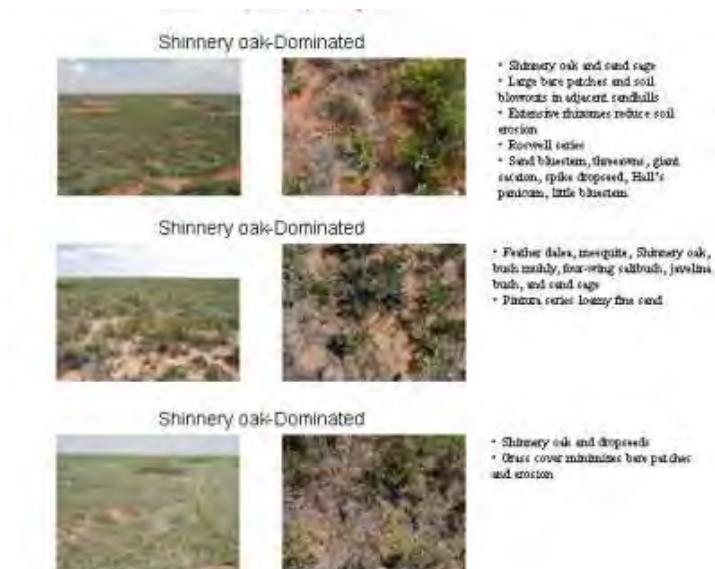 Shinnery oak-Dominated
• Shinnery oak and sand sage
• Large bare patches and soil
blowouts in adjacent sandhills
• Extensive rhizomes reduce soil
erosion
• Roswell series
• Sand bluestem, threeawns, giant
sacaton, spike dropseed, Hall's
panicum, little bluestem
Shinnery oak-Dominated
• Feather dalea, mesquite, Shinnery oak,
bush muhly, four-wing saltbush, javelina
bush, and sand sage
• Pintura series loamy fine sand
Shinnery oak-Dominated
• Shinnery oak and dropseeds
• Grass cover minimizes bare patches
and erosion